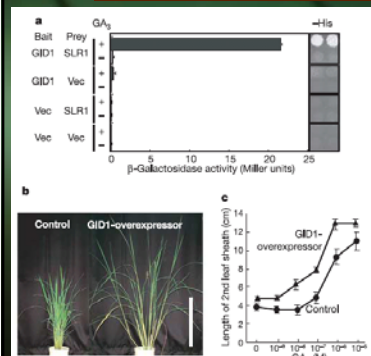 a
GA3
Bait Prey
-His
GID1 SLR1
+
-
GID1 Vec
+
-
Vec SLR1
+
-
Vec Vec
+
-
0 5 10 15 20 25
β-Galactosidase activity (Miller units)
b
Control GID1-overexpressor
c
Length of 2nd leaf sheath (cm)
14
12
10
8
6
4
2
0
GID1-
overexpressor
Control
0